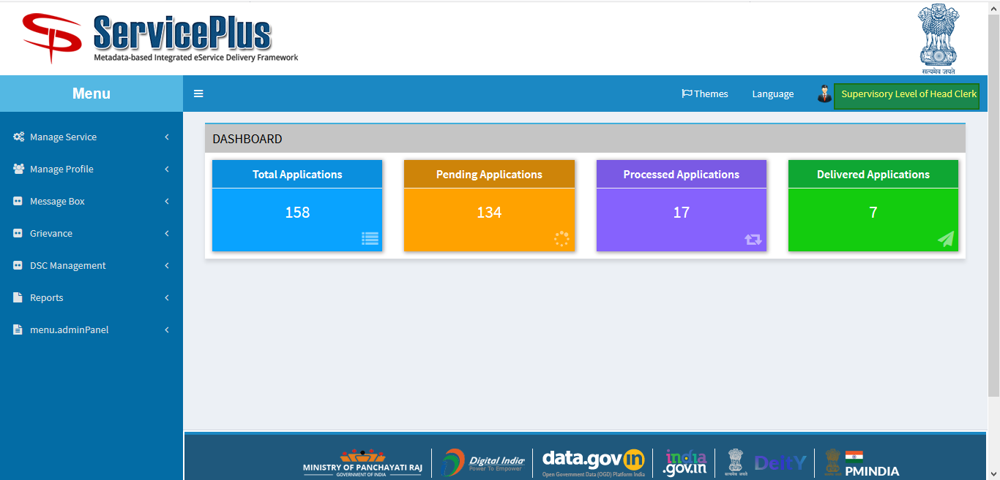 ServicePlus
Metadata-based Integrated eService Delivery Framework
सत्यमेव जयते
Menu
Themes
Language
Supervisory Level of Head Clerk
Manage Service
Manage Profile
Message Box
Grievance
DSC Management
Reports
menu.adminPanel
DASHBOARD
Total Applications
158
Pending Applications
134
Processed Applications
17
Delivered Applications
7
MINISTRY OF PANCHAYATI RAJ
GOVERNMENT OF INDIA
Digital India
Power To Empower
data.gov in
Open Government Data (OGD) Platform India
india
.gov.in
सत्यमेव जयते
DeitY
PMINDIA